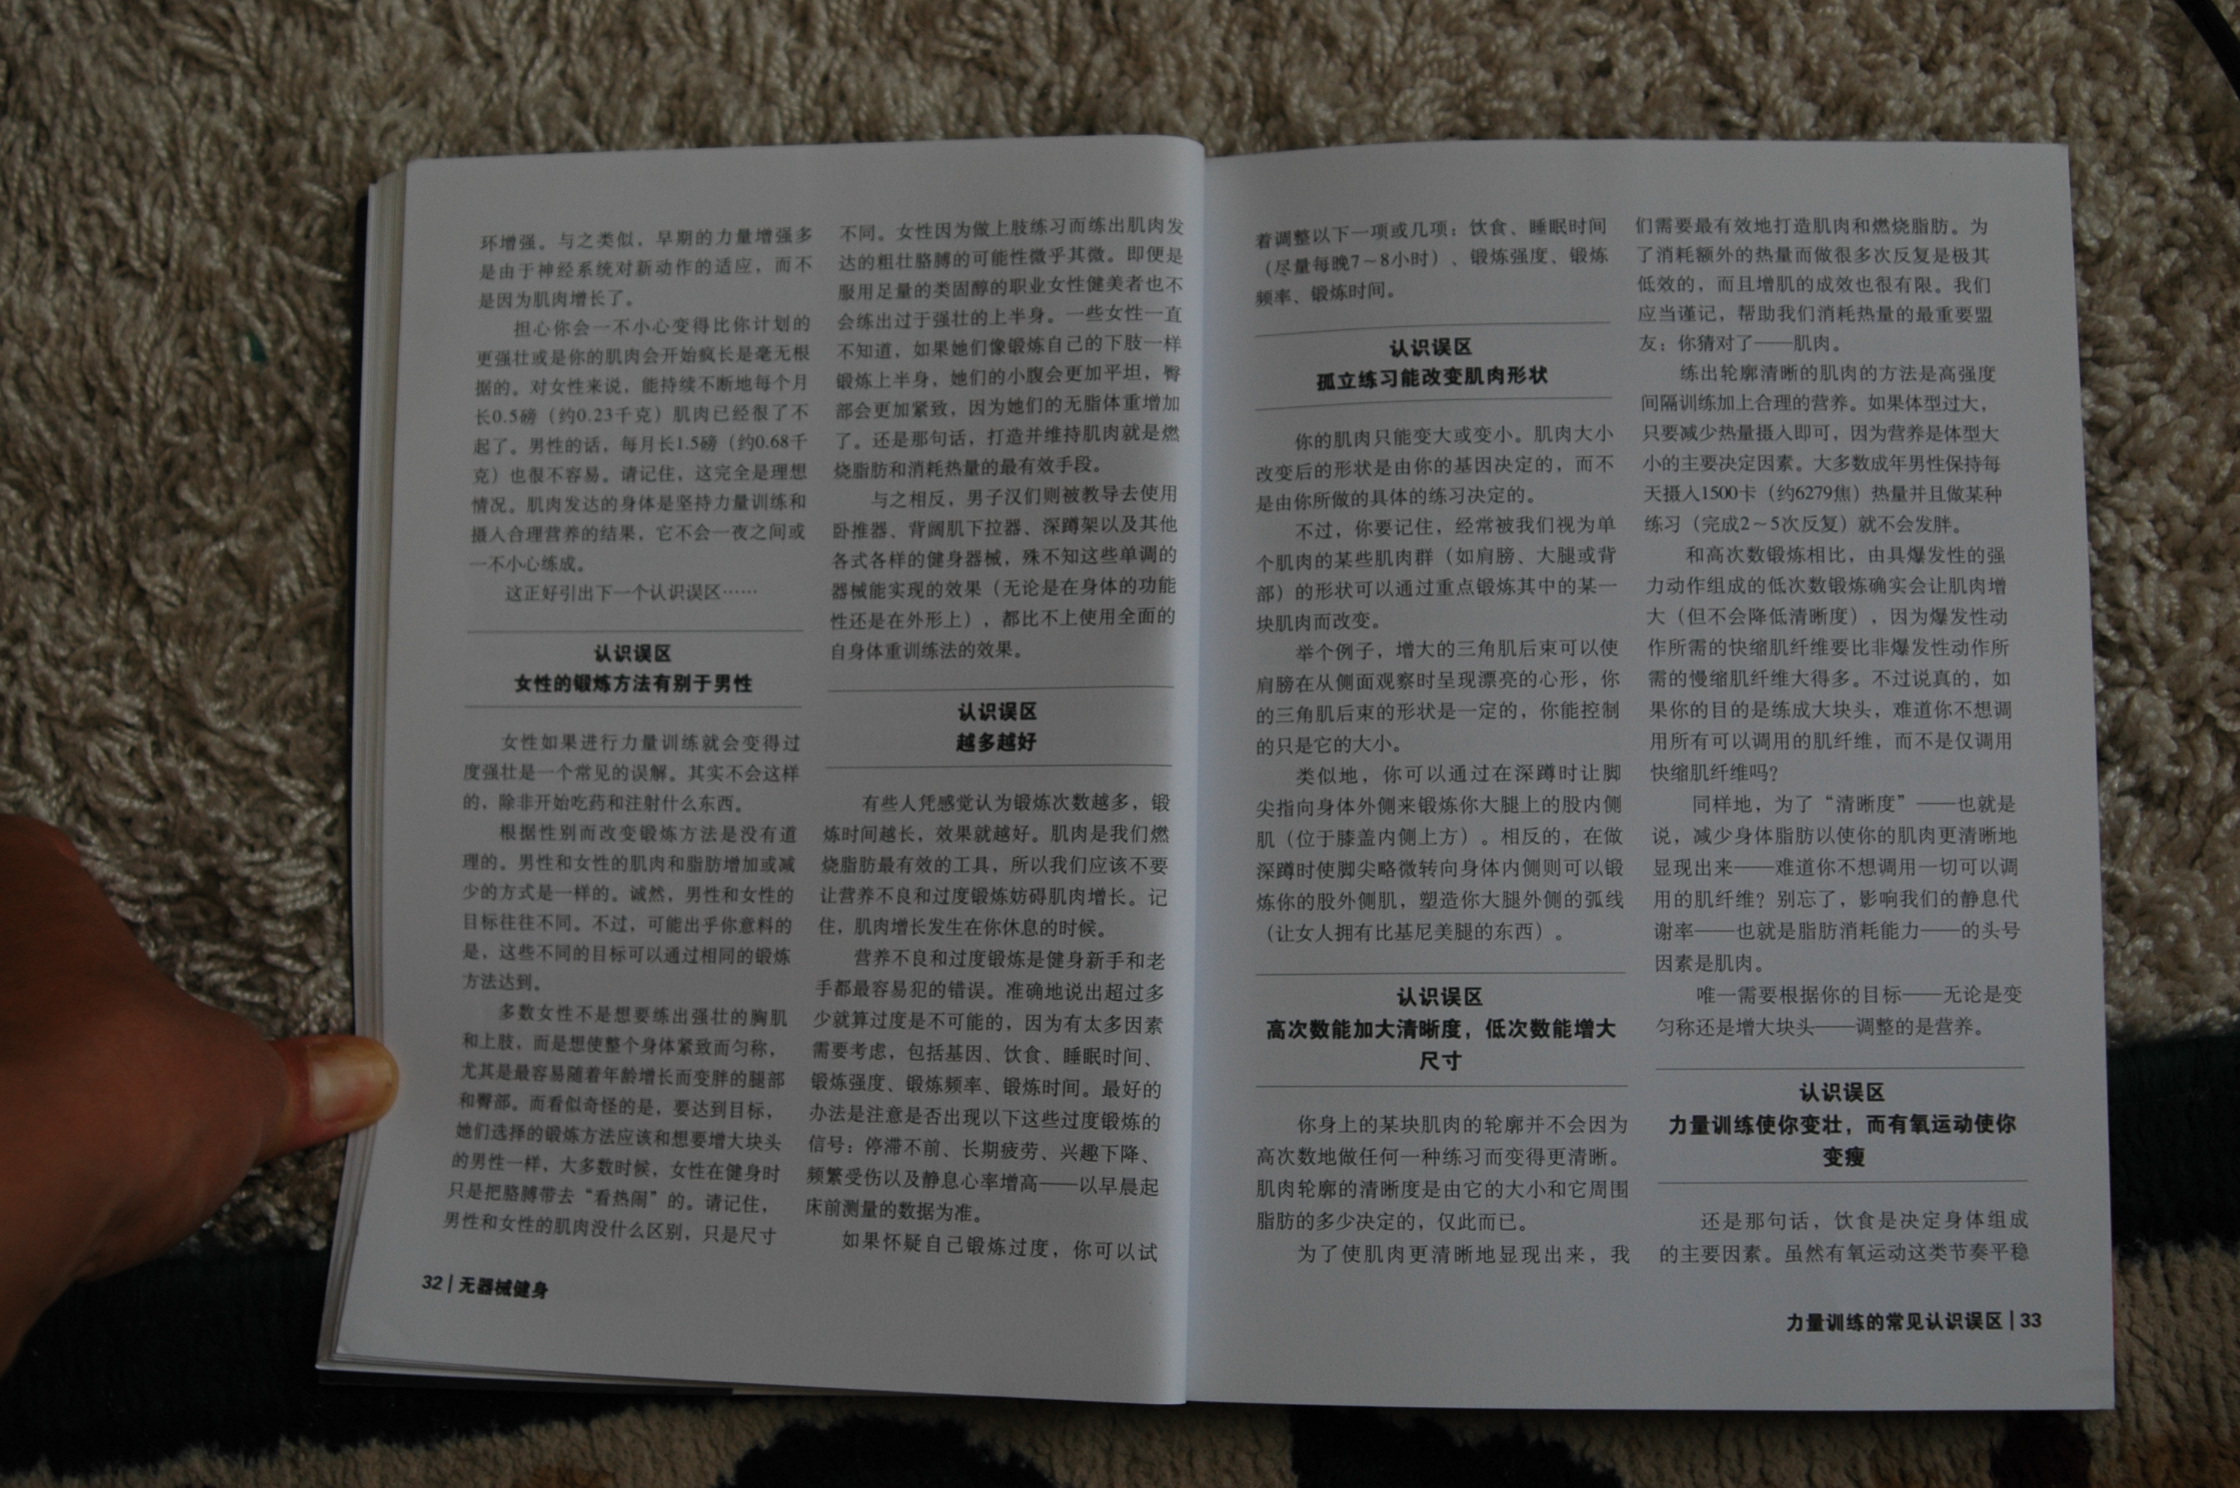 环增强。与之类似，早期的力量增强多
是由于神经系统对新动作的适应，而不
是因为肌肉增长了。
担心你会一不小心变得比你计划的
更强壮或是你的肌肉会开始疯长是毫无根
据的。对女性来说，能持续不断地每个月
长0.5磅（约0.23千克）肌肉已经很了不
起了。男性的话，每月长1.5磅（约0.68千
克）也很不容易。请记住，这完全是理想
情况。肌肉发达的身体是坚持力量训练和
摄入合理营养的结果，它不会一夜之间或
一不小心练成。
这正好引出下一个认识误区……
认识误区
女性的锻炼方法有别于男性
女性如果进行力量训练就会变得过
度强壮是一个常见的误解。其实不会这样
的，除非开始吃药和注射什么东西。
根据性别而改变锻炼方法是没有道
理的。男性和女性的肌肉和脂肪增加或减
少的方式是一样的。诚然，男性和女性的
目标往往不同。不过，可能出乎你意料的
是，这些不同的目标可以通过相同的锻炼
方法达到。
多数女性不是想要练出强壮的胸肌
和上肢，而是想使整个身体紧致而匀称，
尤其是最容易随着年龄增长而变胖的腿部
和臀部。而看似奇怪的是，要达到目标，
她们选择的锻炼方法应该和想要增大块头
的男性一样，大多数时候，女性在健身时
只是把胳膊带去“看热闹”的。请记住，
男性和女性的肌肉没什么区别，只是尺寸
不同。女性因为做上肢练习而练出肌肉发
达的粗壮胳膊的可能性微乎其微。即便是
服用足量的类固醇的职业女性健美者也不
会练出过于强壮的上半身。一些女性一直
不知道，如果她们像锻炼自己的下肢一样
锻炼上半身，她们的小腹会更加平坦，臀
部会更加紧致，因为她们的无脂体重增加
了。还是那句话，打造并维持肌肉就是燃
烧脂肪和消耗热量的最有效手段。
与之相反，男子汉们则被教导去使用
卧推器、背阔肌下拉器、深蹲架以及其他
各式各样的健身器械，殊不知这些单调的
器械能实现的效果（无论是在身体的功能
性还是在外形上），都比不上使用全面的
自身体重训练法的效果。
认识误区
越多越好
有些人凭感觉认为锻炼次数越多，锻
炼时间越长，效果就越好。肌肉是我们燃
烧脂肪最有效的工具，所以我们应该不要
让营养不良和过度锻炼妨碍肌肉增长。记
住，肌肉增长发生在你休息的时候。
营养不良和过度锻炼是健身新手和老
手都最容易犯的错误。准确地说出超过多
少就算过度是不可能的，因为有太多因素
需要考虑，包括基因、饮食、睡眠时间、
锻炼强度、锻炼频率、锻炼时间。最好的
办法是注意是否出现以下这些过度锻炼的
信号：停滞不前、长期疲劳、兴趣下降、
频繁受伤以及静息心率增高——以早晨起
床前测量的数据为准。
如果怀疑自己锻炼过度，你可以试
32 | 无器械健身
着调整以下一项或几项：饮食、睡眠时间
（尽量每晚7～8小时）、锻炼强度、锻炼
频率、锻炼时间。
认识误区
孤立练习能改变肌肉形状
你的肌肉只能变大或变小。肌肉大小
改变后的形状是由你的基因决定的，而不
是由你所做的具体的练习决定的。
不过，你要记住，经常被我们视为单
个肌肉的某些肌肉群（如肩膀、大腿或背
部）的形状可以通过重点锻炼其中的某一
块肌肉而改变。
举个例子，增大的三角肌后束可以使
肩膀在从侧面观察时呈现漂亮的心形，你
的三角肌后束的形状是一定的，你能控制
的只是它的大小。
类似地，你可以通过在深蹲时让脚
尖指向身体外侧来锻炼你大腿上的股内侧
肌（位于膝盖内侧上方）。相反的，在做
深蹲时使脚尖略微转向身体内侧则可以锻
炼你的股外侧肌，塑造你大腿外侧的弧线
（让女人拥有比基尼美腿的东西）。
认识误区
高次数能加大清晰度，低次数能增大
尺寸
你身上的某块肌肉的轮廓并不会因为
高次数地做任何一种练习而变得更清晰。
肌肉轮廓的清晰度是由它的大小和它周围
脂肪的多少决定的，仅此而已。
为了使肌肉更清晰地显现出来，我
们需要最有效地打造肌肉和燃烧脂肪。为
了消耗额外的热量而做很多次反复是极其
低效的，而且增肌的成效也很有限。我们
应当谨记，帮助我们消耗热量的最重要盟
友：你猜对了——肌肉。
练出轮廓清晰的肌肉的方法是高强度
间隔训练加上合理的营养。如果体型过大，
只要减少热量摄入即可，因为营养是体型大
小的主要决定因素。大多数成年男性保持每
天摄入1500卡（约6279焦）热量并且做某种
练习（完成2～5次反复）就不会发胖。
和高次数锻炼相比，由具爆发性的强
力动作组成的低次数锻炼确实会让肌肉增
大（但不会降低清晰度），因为爆发性动
作所需的快缩肌纤维要比非爆发性动作所
需的慢缩肌纤维大得多。不过说真的，如
果你的目的是练成大块头，难道你不想调
用所有可以调用的肌纤维，而不是仅调用
快缩肌纤维吗？
同样地，为了“清晰度”——也就是
说，减少身体脂肪以使你的肌肉更清晰地
显现出来——难道你不想调用一切可以调
用的肌纤维？别忘了，影响我们的静息代
谢率——也就是脂肪消耗能力——的头号
因素是肌肉。
唯一需要根据你的目标——无论是变
匀称还是增大块头——调整的是营养。
认识误区
力量训练使你变壮，而有氧运动使你
变瘦
还是那句话，饮食是决定身体组成
的主要因素。虽然有氧运动这类节奏平稳
力量训练的常见认识误区 | 33